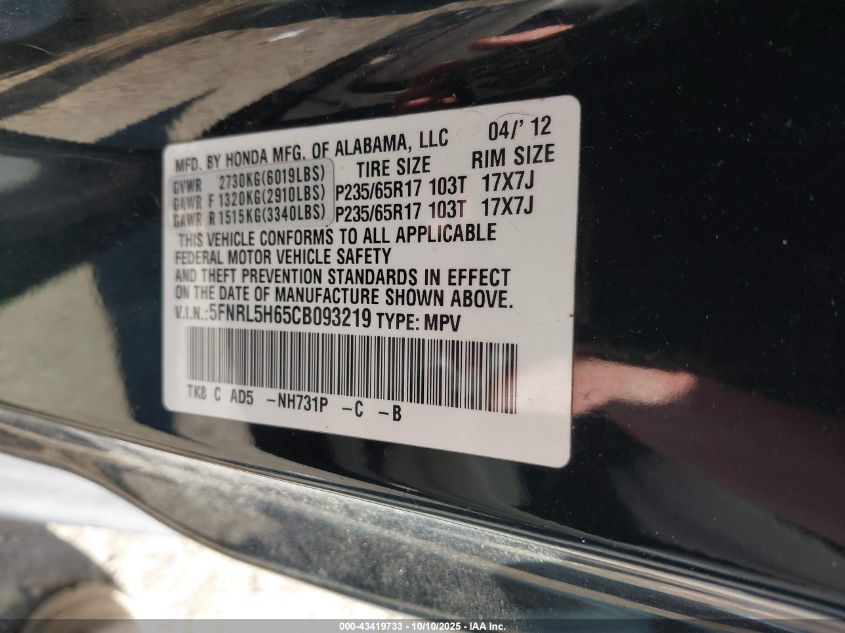 MFD. BY HONDA MFG. OF ALABAMA, LLC 04/' 12
TIRE SIZE RIM SIZE
GVWR 2730KG(6019LBS)
GAWR F 1320KG(2910LBS) P235/65R17 103T 17X7J
GAWR R 1515KG(3340LBS) P235/65R17 103T 17X7J
THIS VEHICLE CONFORMS TO ALL APPLICABLE
FEDERAL MOTOR VEHICLE SAFETY
AND THEFT PREVENTION STANDARDS IN EFFECT
ON THE DATE OF MANUFACTURE SHOWN ABOVE.
V.I.N.:5FNRL5H65CB093219 TYPE: MPV
TK8 C AD5 -NH731P -C -B
000-43419733 - 10/10/2025 - IAA Inc.